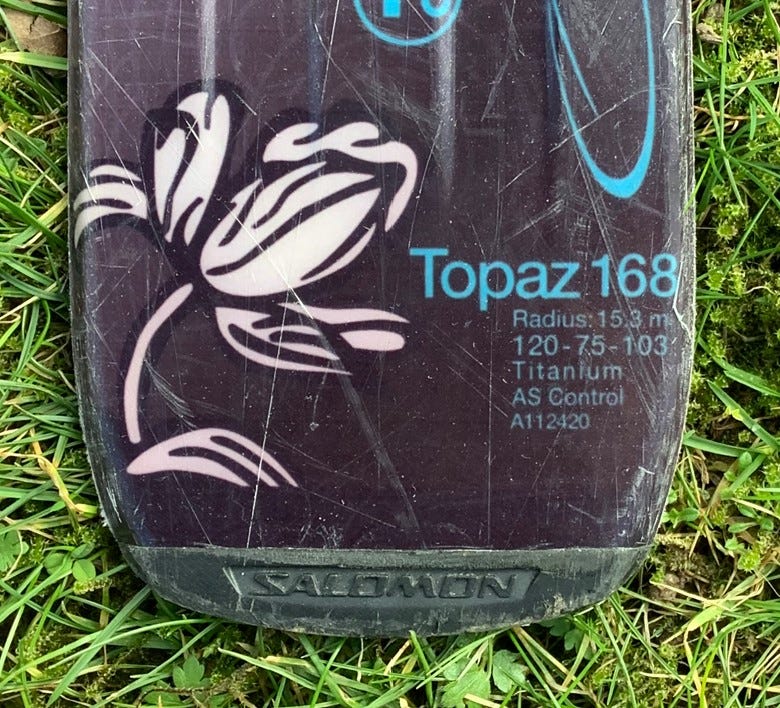 Topaz 168
Radius: 15.3 m
120-75-103
Titanium
AS Control
A112420
SALOMON